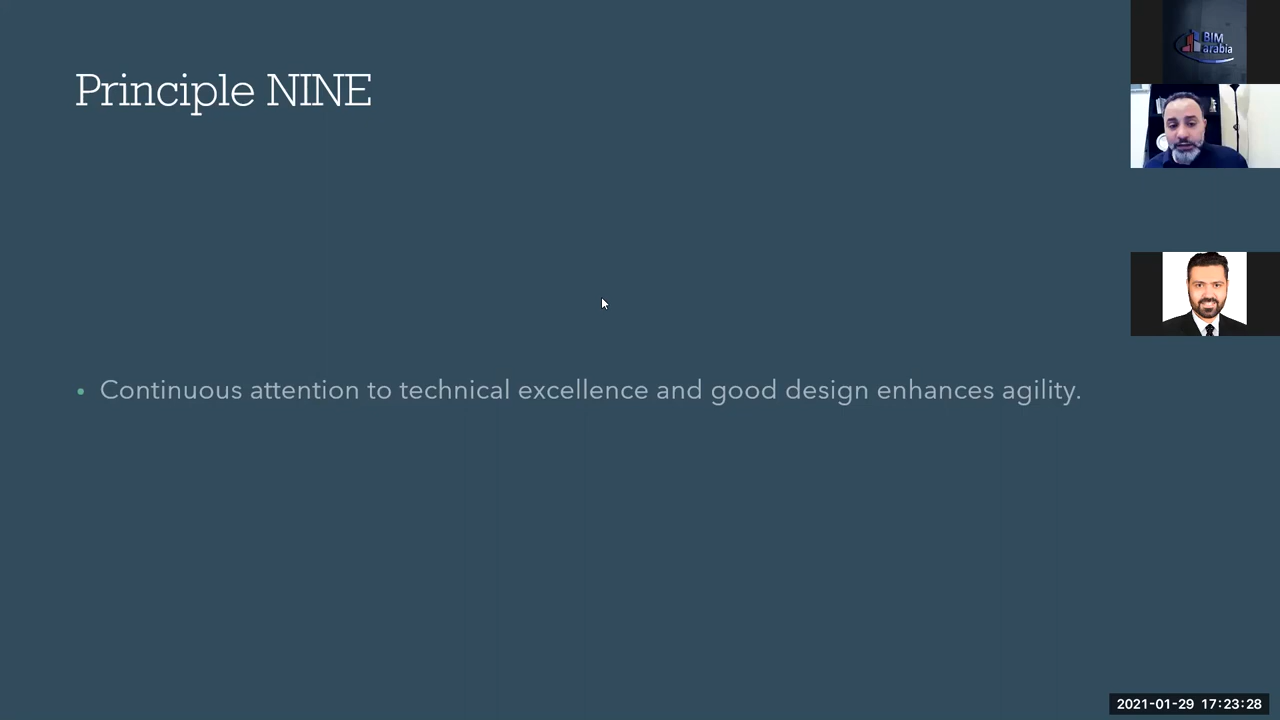 Principle NINE
BIM
arabia
• Continuous attention to technical excellence and good design enhances agility.
2021-01-29 17:23:28